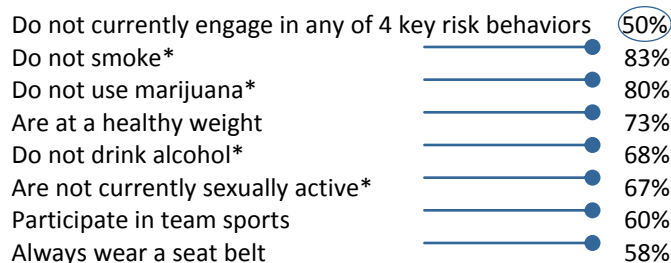 Do not currently engage in any of 4 key risk behaviors 50%
Do not smoke* 83%
Do not use marijuana* 80%
Are at a healthy weight 73%
Do not drink alcohol* 68%
Are not currently sexually active* 67%
Participate in team sports 60%
Always wear a seat belt 58%